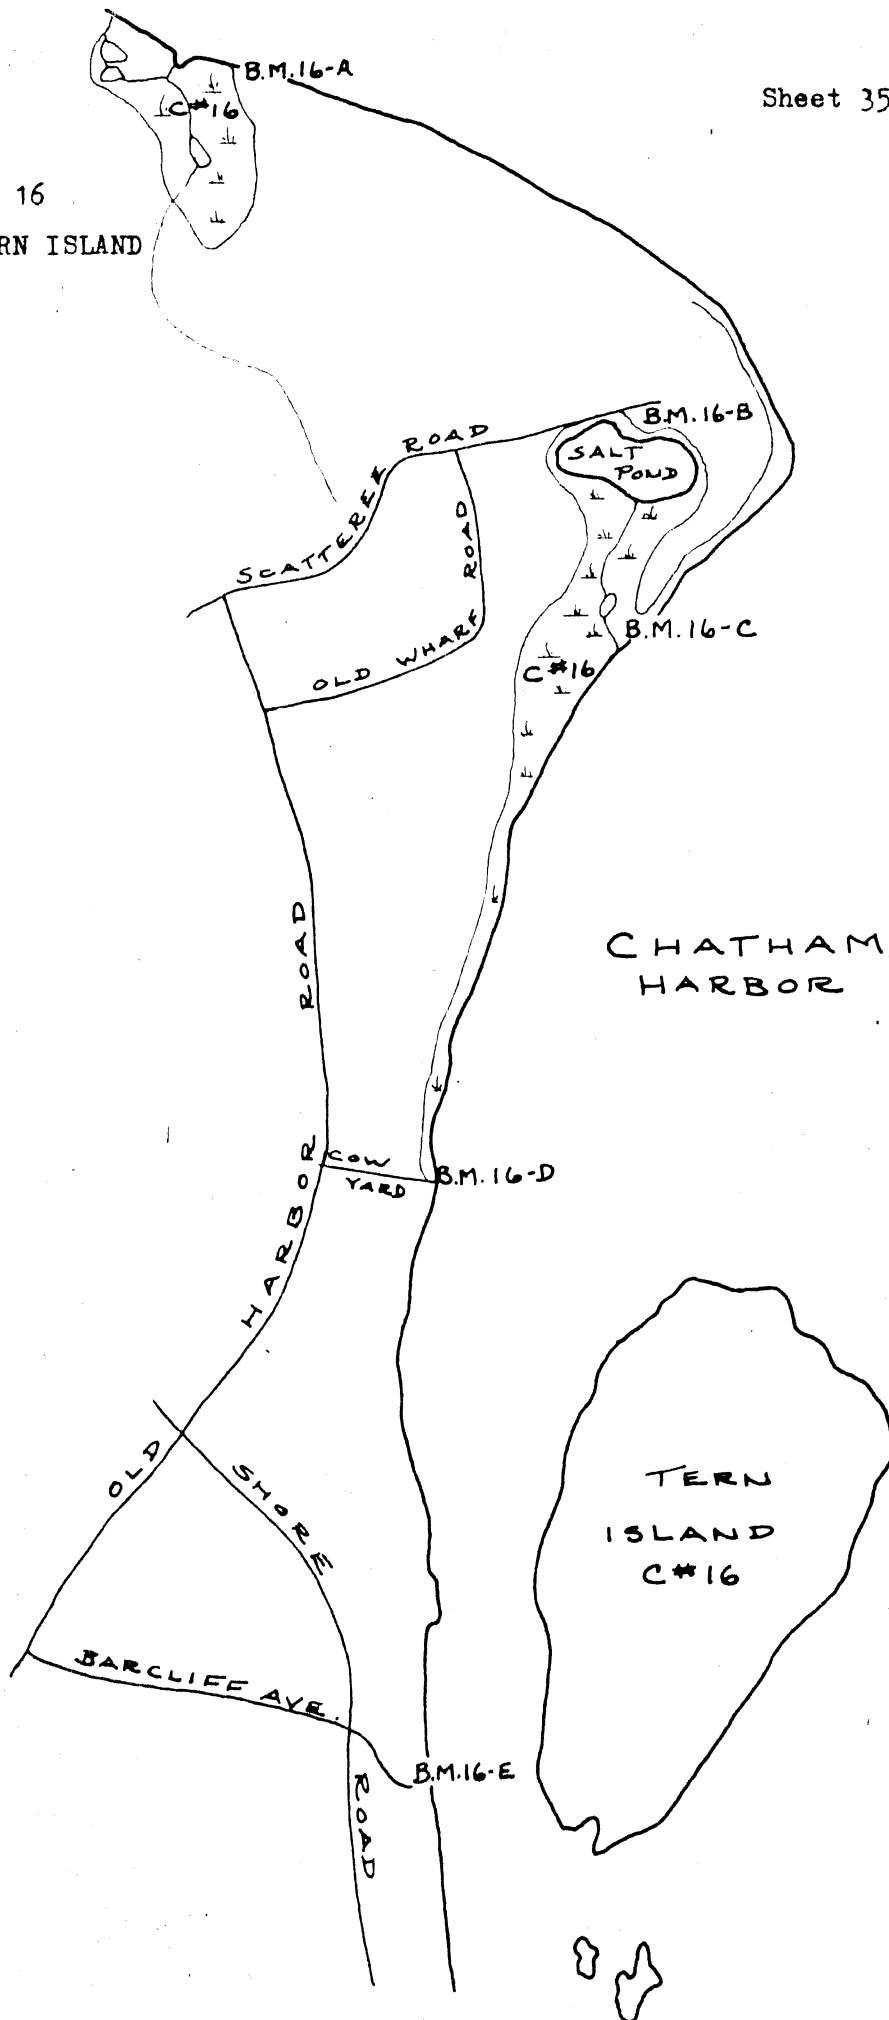 B.M.16-A
Sheet 35
C#16
16
RN ISLAND
B.M.16-B
SCATTEREE ROAD
SALT
POND
OLD WHARF ROAD
B.M.16-C
C#16
CHATHAM
HARBOR
OLD HARBOR ROAD
COW
YARD
B.M.16-D
TERN
ISLAND
C#16
SHORE ROAD
BARCLIFF AVE.
B.M.16-E